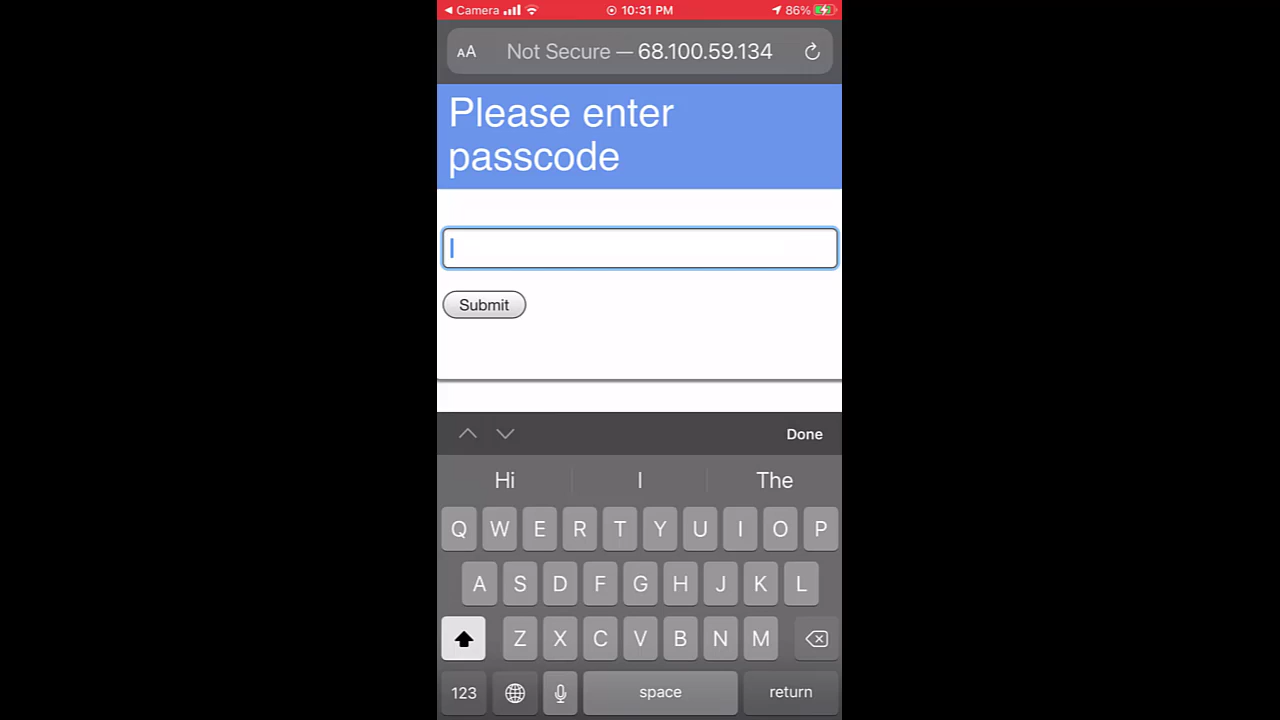 Camera 10:31 PM 86%
AA Not Secure — 68.100.59.134
Please enter
passcode
Submit
Done
Hi I The
Q W E R T Y U I O P
A S D F G H J K L
Z X C V B N M
123 space return